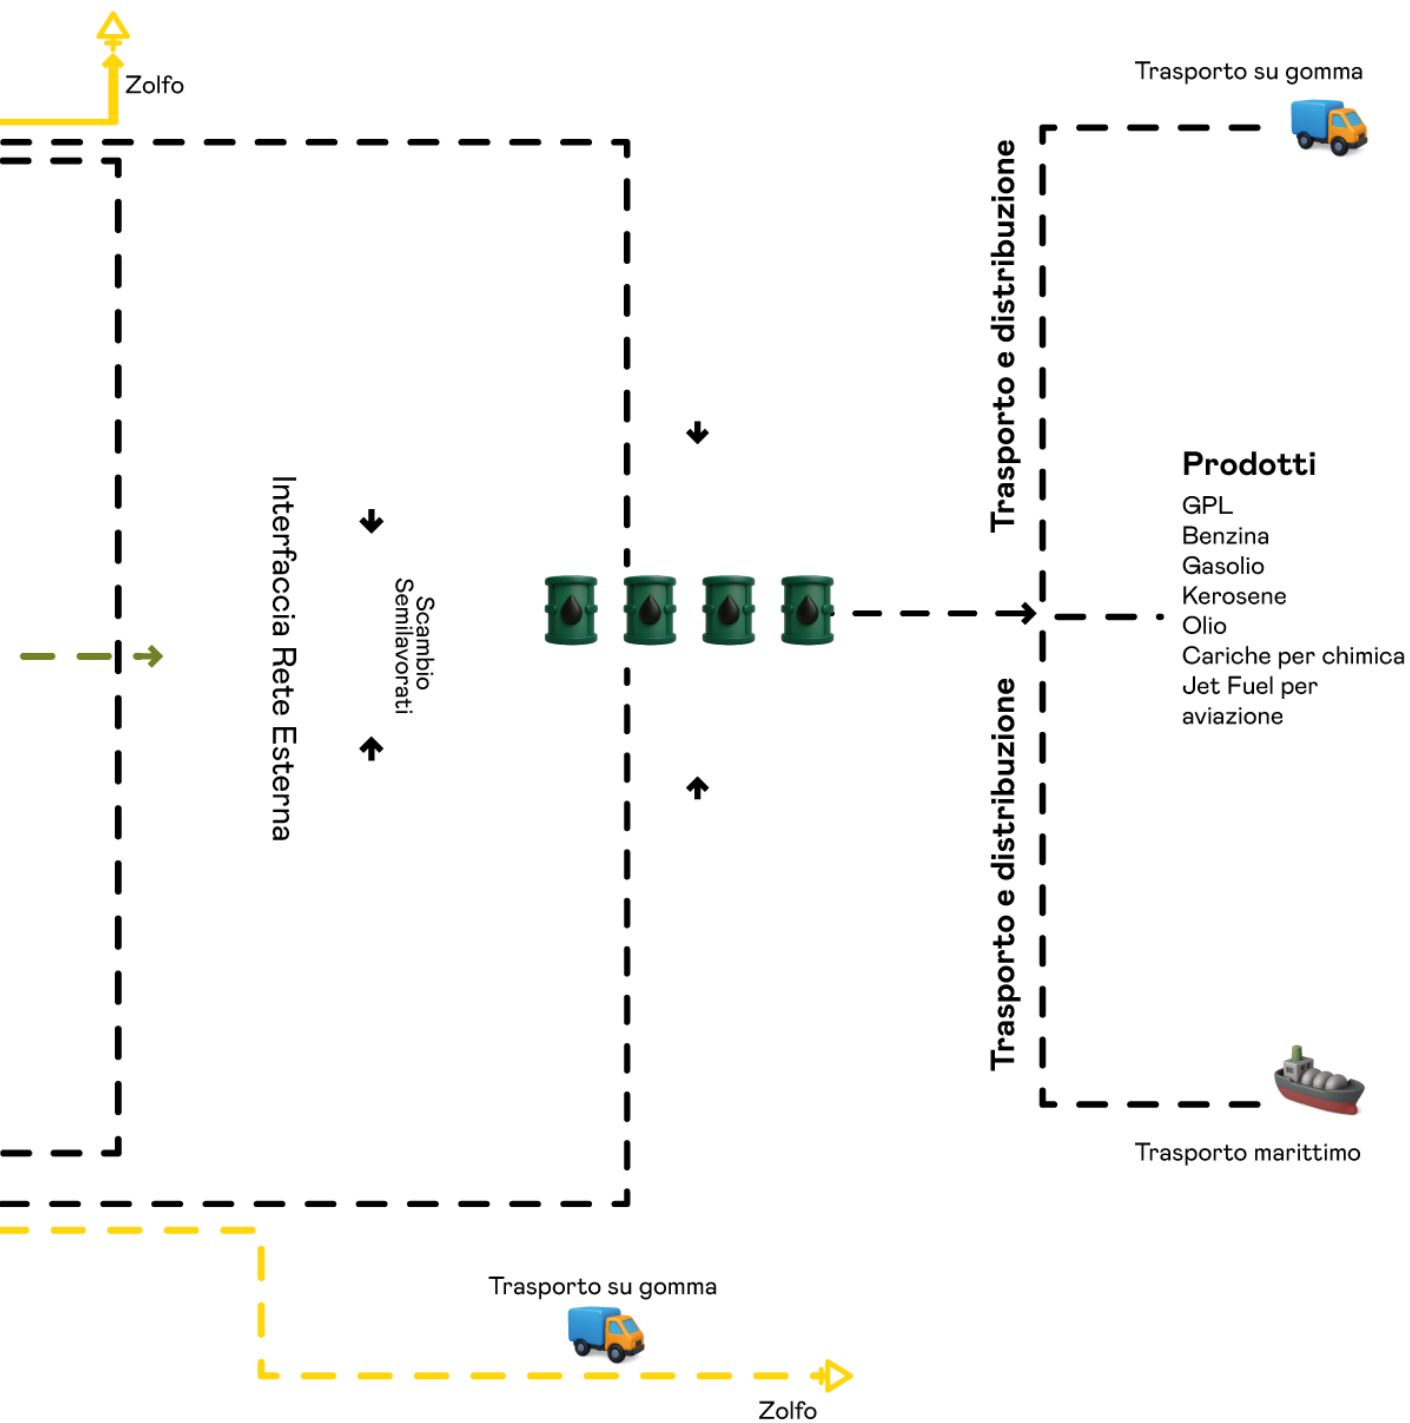 Zolfo
Trasporto su gomma
Trasporto e distribuzione
Interfaccia Rete Esterna
Scambio
Semilavorati
Prodotti
GPL
Benzina
Gasolio
Kerosene
Olio
Cariche per chimica
Jet Fuel per
aviazione
Trasporto e distribuzione
Trasporto marittimo
Trasporto su gomma
Zolfo